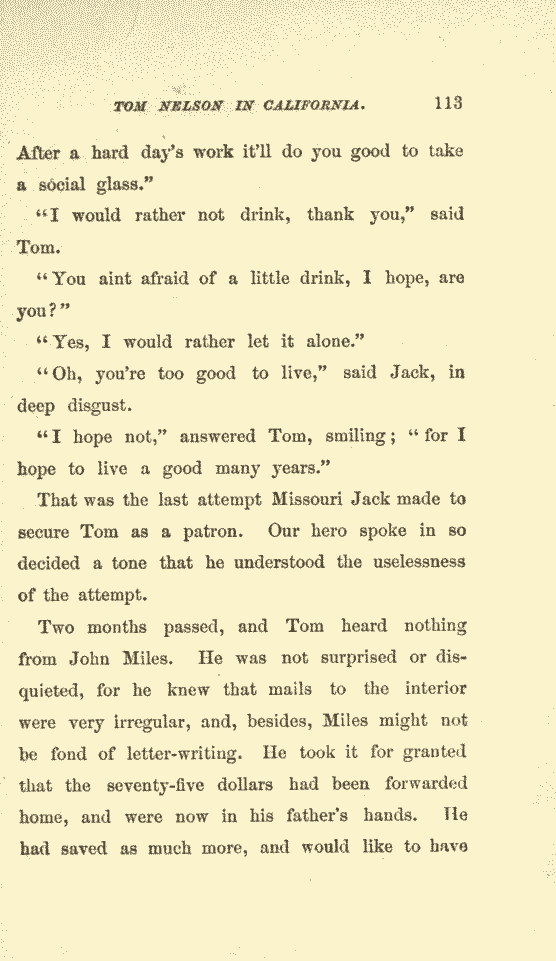 TOM NELSON IN CALIFORNIA. 113
After a hard day's work it'll do you good to take
a social glass."
"I would rather not drink, thank you," said
Tom.
"You aint afraid of a little drink, I hope, are
you?"
"Yes, I would rather let it alone."
"Oh, you're too good to live," said Jack, in
deep disgust.
"I hope not," answered Tom, smiling; "for I
hope to live a good many years."
That was the last attempt Missouri Jack made to
secure Tom as a patron. Our hero spoke in so
decided a tone that he understood the uselessness
of the attempt.
Two months passed, and Tom heard nothing
from John Miles. He was not surprised or dis-
quieted, for he knew that mails to the interior
were very irregular, and, besides, Miles might not
be fond of letter-writing. He took it for granted
that the seventy-five dollars had been forwarded
home, and were now in his father's hands. He
had saved as much more, and would like to have